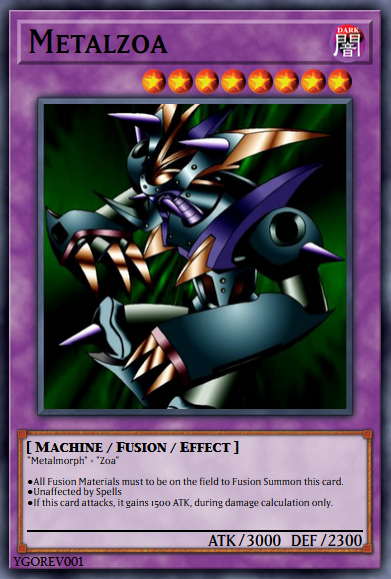 METALZOA
DARK
闇
[ MACHINE / FUSION / EFFECT ]
"Metalmorph" + "Zoa"
●All Fusion Materials must to be on the field to Fusion Summon this card.
●Unaffected by Spells
●If this card attacks, it gains 1500 ATK, during damage calculation only.
ATK / 3000 DEF / 2300
YGOREV001